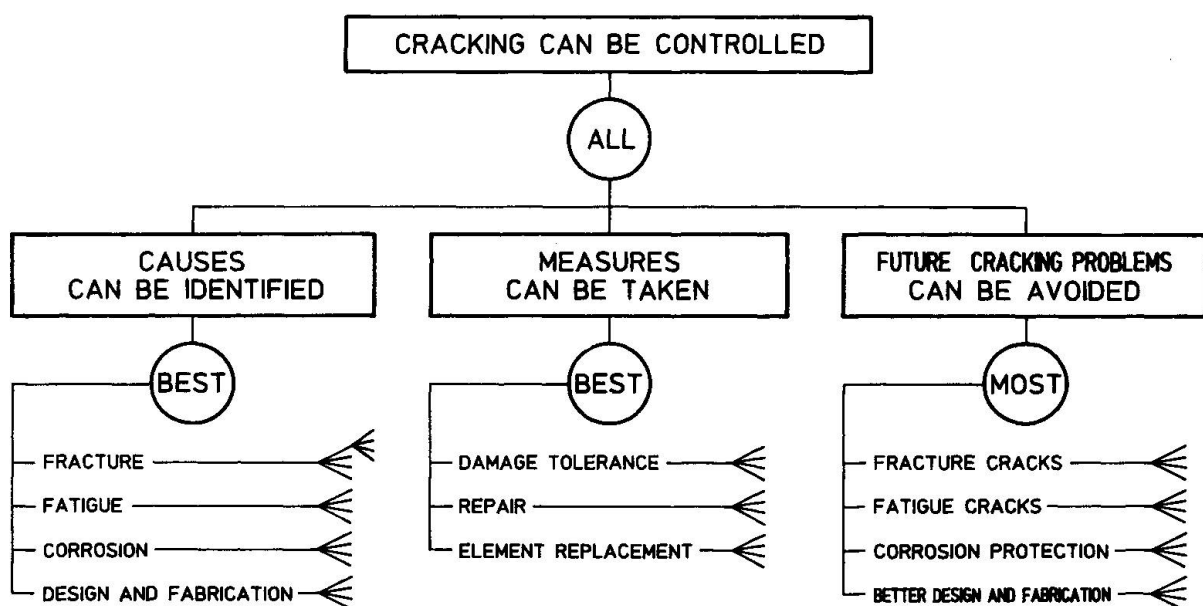 CRACKING CAN BE CONTROLLED
ALL
CAUSES
CAN BE IDENTIFIED
BEST
FRACTURE
FATIGUE
CORROSION
DESIGN AND FABRICATION
MEASURES
CAN BE TAKEN
BEST
DAMAGE TOLERANCE
REPAIR
ELEMENT REPLACEMENT
FUTURE CRACKING PROBLEMS
CAN BE AVOIDED
MOST
FRACTURE CRACKS
FATIGUE CRACKS
CORROSION PROTECTION
BETTER DESIGN AND FABRICATION